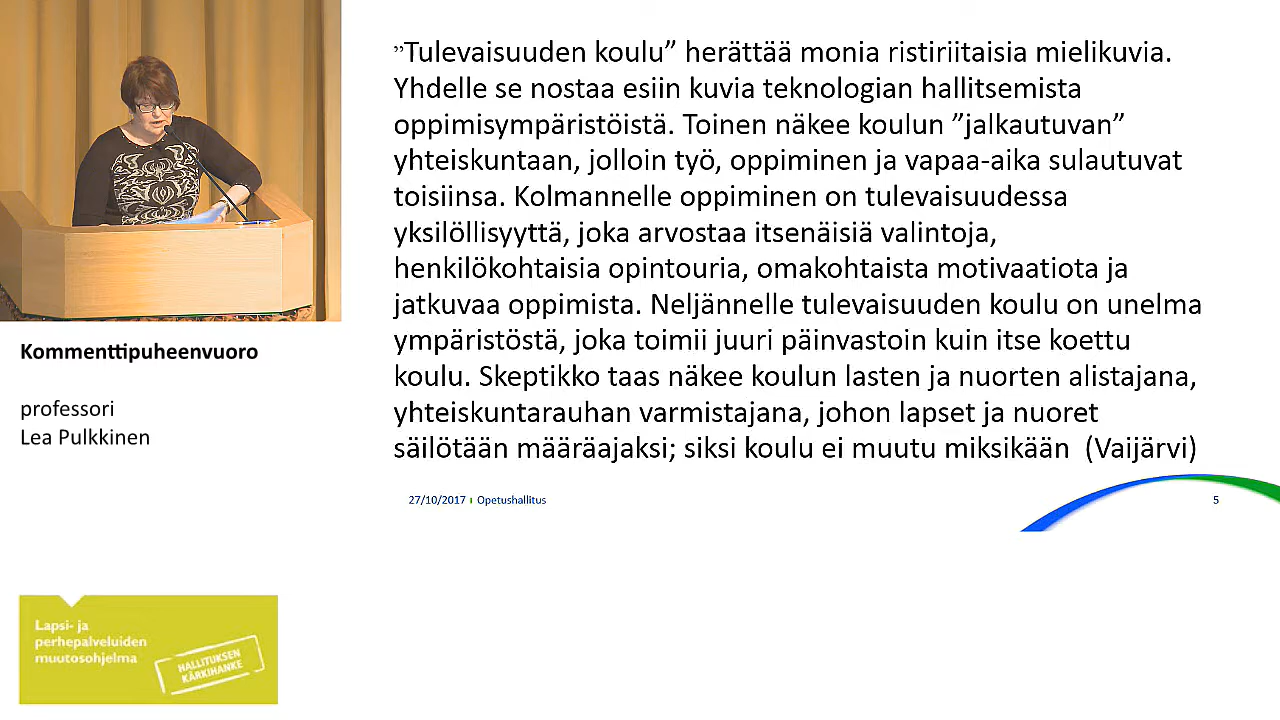 ”Tulevaisuuden koulu” herättää monia ristiriitaisia mielikuvia.
Yhdelle se nostaa esiin kuvia teknologian hallitsemista
oppimisympäristöistä. Toinen näkee koulun ”jalkautuvan”
yhteiskuntaan, jolloin työ, oppiminen ja vapaa-aika sulautuvat
toisiinsa. Kolmannelle oppiminen on tulevaisuudessa
yksilöllisyyttä, joka arvostaa itsenäisiä valintoja,
henkilökohtaisia opintouria, omakohtaista motivaatiota ja
jatkuvaa oppimista. Neljännelle tulevaisuuden koulu on unelma
ympäristöstä, joka toimii juuri päinvastoin kuin itse koettu
koulu. Skeptikko taas näkee koulun lasten ja nuorten alistajana,
yhteiskuntarauhan varmistajana, johon lapset ja nuoret
säilötään määräajaksi; siksi koulu ei muutu miksikään (Vaijärvi)
27/10/2017 Opetushallitus
5
Kommenttipuheenvuoro
professori
Lea Pulkkinen
Lapsi- ja
perhepalveluiden
muutosohjelma
HALLITUKSEN
KÄRKIHANKE